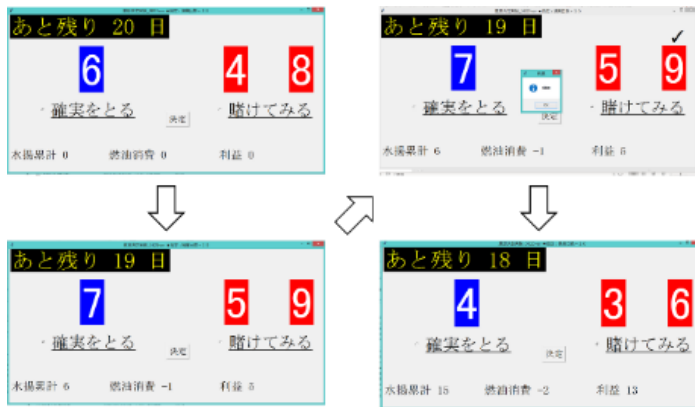 あと残り 20 日
6 4 8
確実をとる 決定 賭けてみる
水揚累計 0 燃油消費 0 利益 0
あと残り 19 日
7 5 9
確実をとる 決定 賭けてみる
水揚累計 6 燃油消費 -1 利益 5
あと残り 19 日
7 5 9
確実をとる 決定 賭けてみる
水揚累計 6 燃油消費 -1 利益 5
あと残り 18 日
4 3 6
確実をとる 決定 賭けてみる
水揚累計 15 燃油消費 -2 利益 13